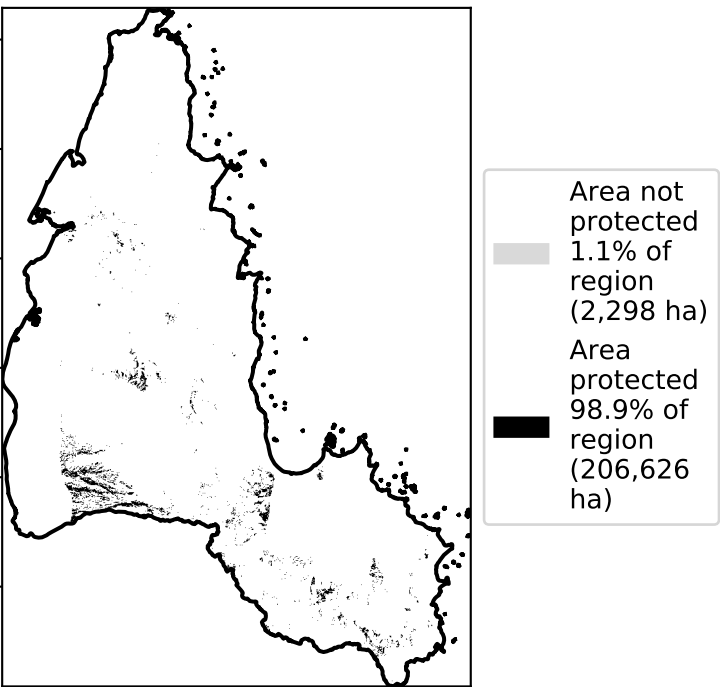 Area not
protected
1.1% of
region
(2,298 ha)
Area
protected
98.9% of
region
(206,626
ha)